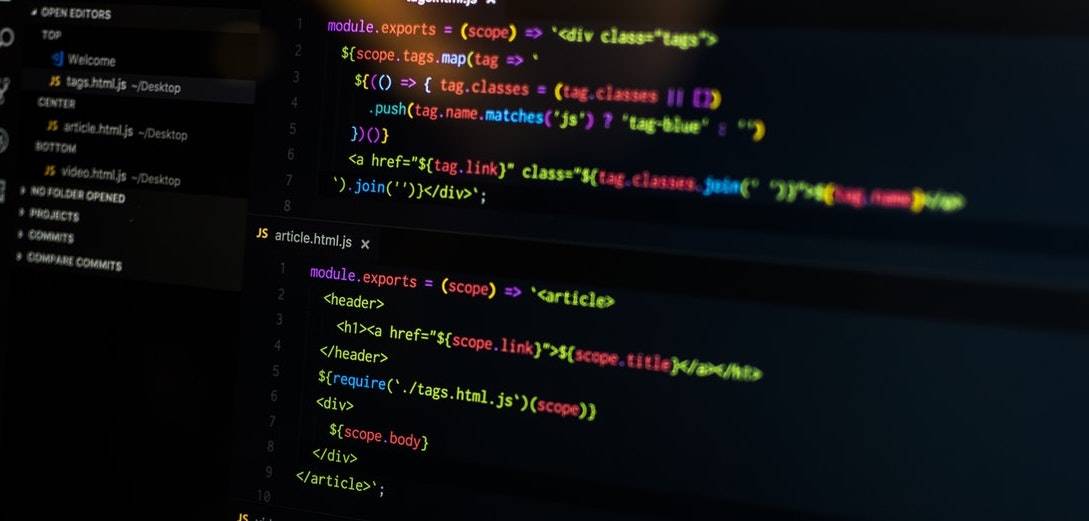 OPEN EDITORS
TOP
Welcome
JS tags.html.js ~/Desktop
CENTER
JS article.html.js ~/Desktop
BOTTOM
JS video.html.js ~/Desktop
NO FOLDER OPENED
PROJECTS
COMMITS
COMPARE COMMITS
tags.html.js ×
1 module.exports = (scope) => `<div class="tags">
2 ${scope.tags.map(tag => `
3 ${(() => { tag.classes = (tag.classes || [])
4 .push(tag.name.matches('js') ? 'tag-blue' : '')
5 })()}
6 <a href="${tag.link}" class="${tag.classes.join(' ')}">${tag.name}</a>
7 `).join('')}</div>`;
8
JS article.html.js ×
1 module.exports = (scope) => `<article>
2 <header>
3 <h1><a href="${scope.link}">${scope.title}</a></h1>
4 </header>
5 ${require(`./tags.html.js`)(scope)}
6 <div>
7 ${scope.body}
8 </div>
9 </article>`;
10
JS